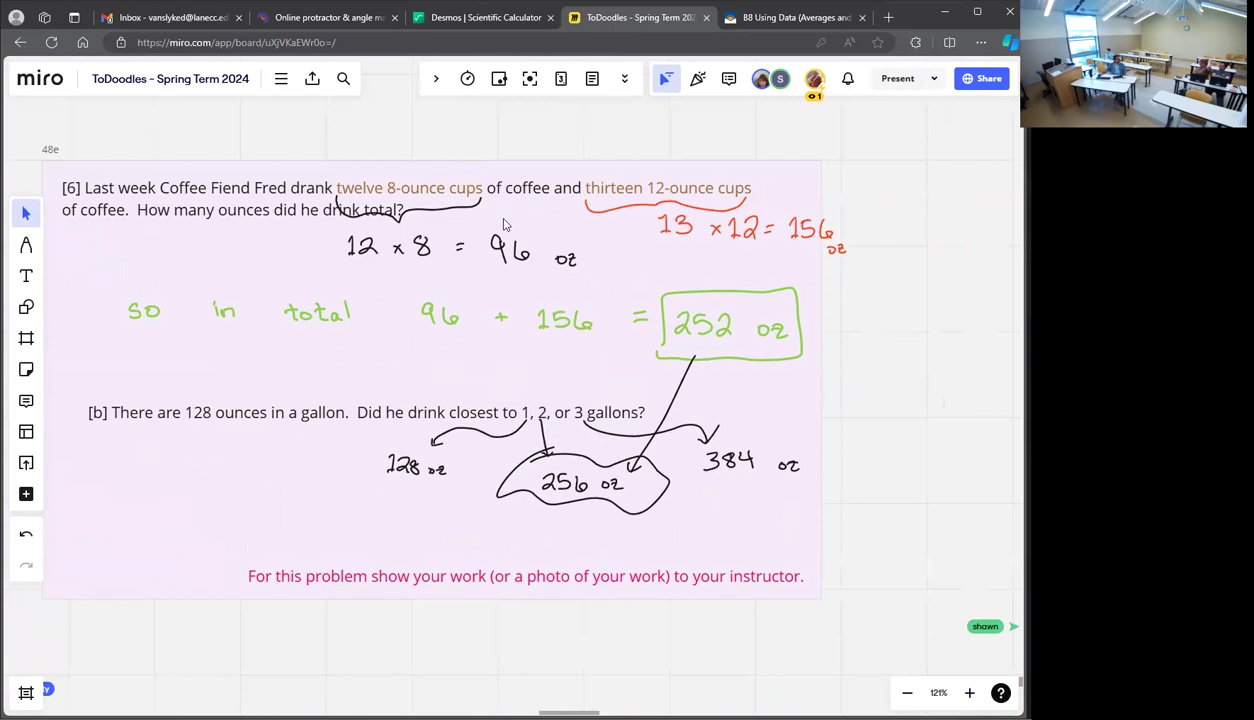 Inbox - vanslyked@lanecc.ed
Online protractor & angle me
Desmos | Scientific Calculator
ToDoodles - Spring Term 202
B8 Using Data (Averages and
https://miro.com/app/board/uXjVKaEWr0o=/
miro
ToDoodles - Spring Term 2024
Present
Share
1
48e
[6] Last week Coffee Fiend Fred drank twelve 8-ounce cups of coffee and thirteen 12-ounce cups
of coffee. How many ounces did he drink total?
13 x 12 = 156 oz
12 x 8 = 96 oz
so in total 96 + 156 = 252 oz
[b] There are 128 ounces in a gallon. Did he drink closest to 1, 2, or 3 gallons?
128 oz
256 oz
384 oz
For this problem show your work (or a photo of your work) to your instructor.
shawn
121%